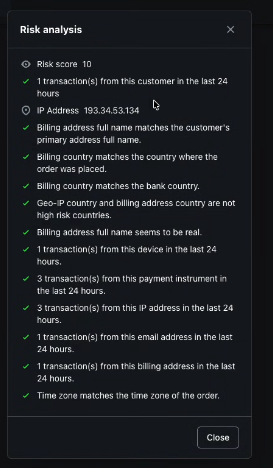 Risk analysis
Risk score 10
1 transaction(s) from this customer in the last 24
hours
IP Address 193.34.53.134
Billing address full name matches the customer's
primary address full name.
Billing country matches the country where the
order was placed.
Billing country matches the bank country.
Geo-IP country and billing address country are not
high risk countries.
Billing address full name seems to be real.
1 transaction(s) from this device in the last 24
hours.
3 transaction(s) from this payment instrument in
the last 24 hours.
3 transaction(s) from this IP address in the last 24
hours.
1 transaction(s) from this email address in the last
24 hours.
1 transaction(s) from this billing address in the last
24 hours.
Time zone matches the time zone of the order.
Close